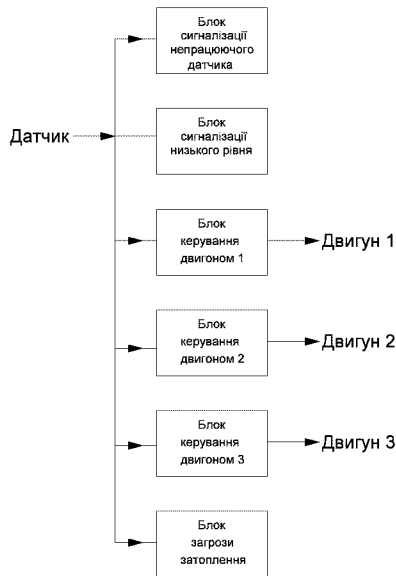 Блок
сигналізації
непрацюючого
датчика
Датчик
Блок
сигналізації
низького рівня
Блок
керування
двигоном 1
Двигун 1
Блок
керування
двигоном 2
Двигун 2
Блок
керування
двигоном 3
Двигун 3
Блок
загрози
затоплення